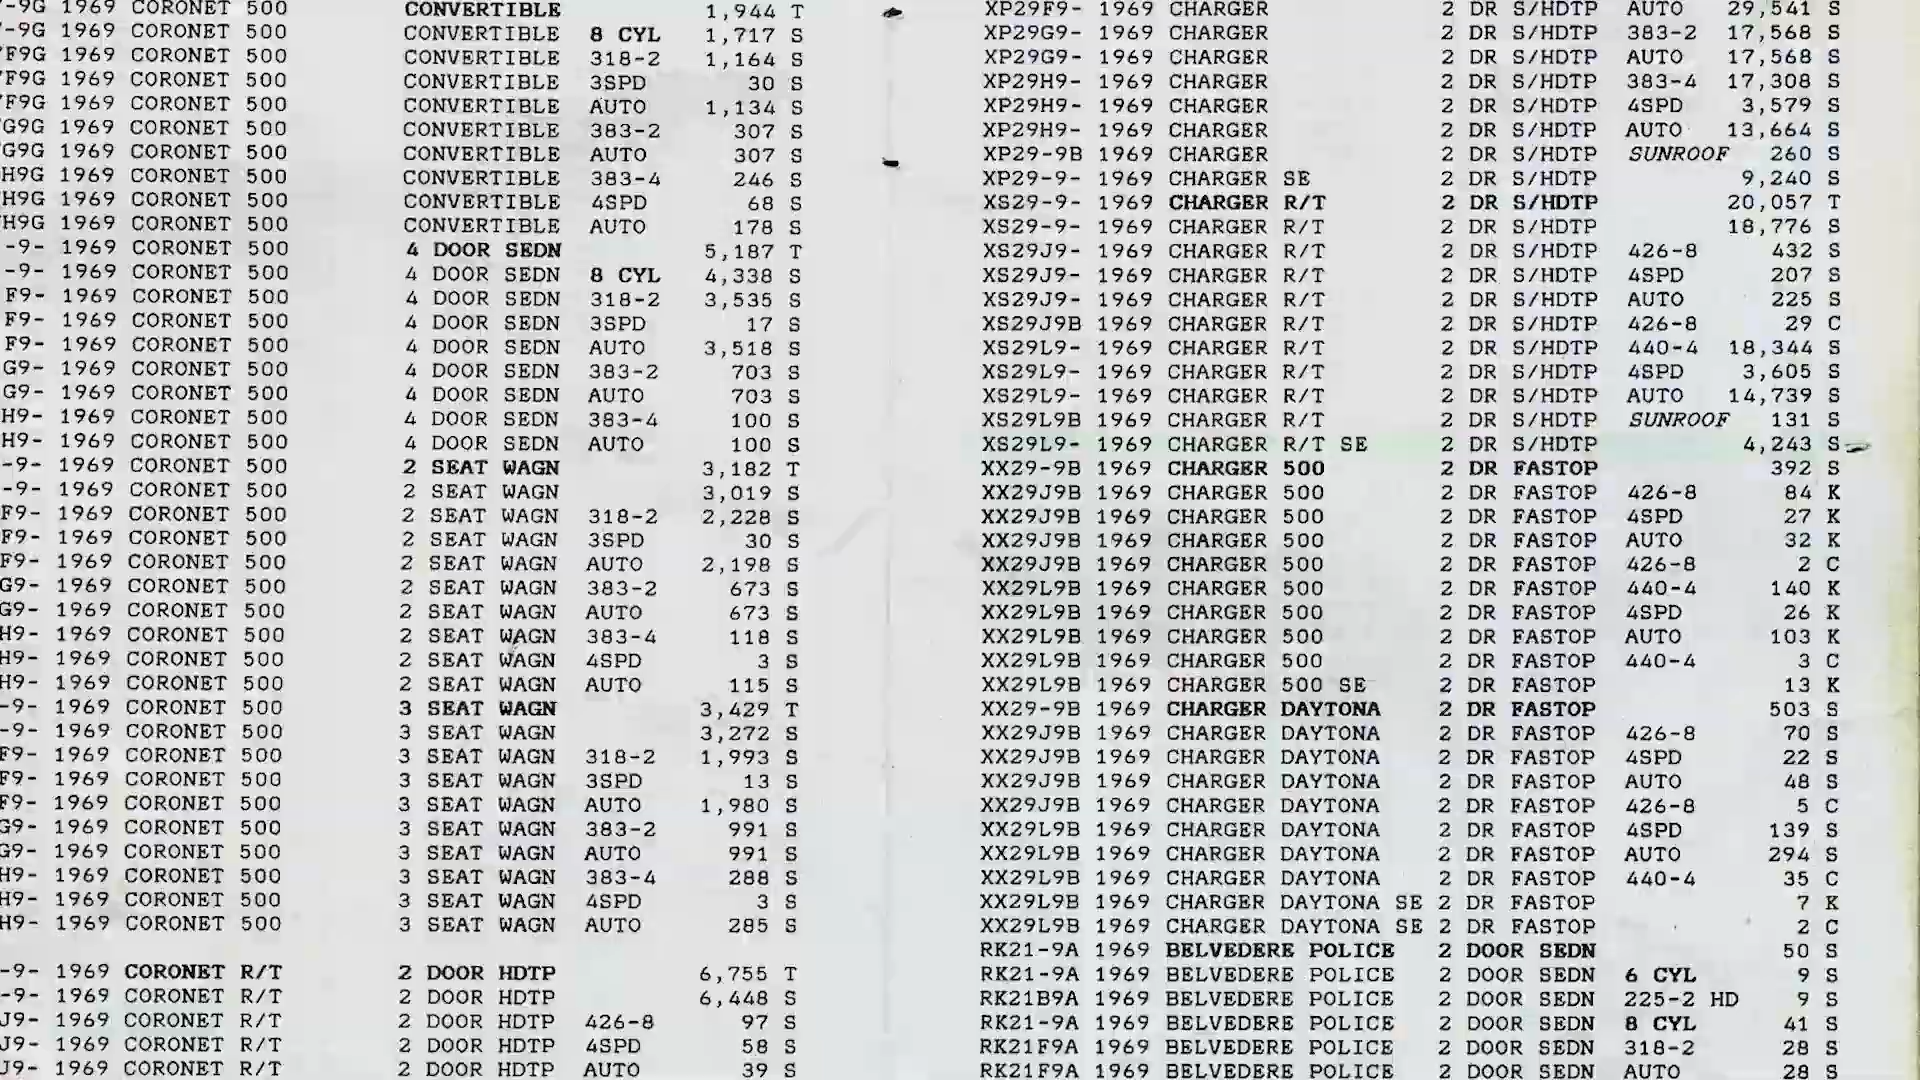 -9G 1969 CORONET 500 CONVERTIBLE 1,944 T
-9G 1969 CORONET 500 CONVERTIBLE 8 CYL 1,717 S
F9G 1969 CORONET 500 CONVERTIBLE 318-2 1,164 S
F9G 1969 CORONET 500 CONVERTIBLE 3SPD 30 S
F9G 1969 CORONET 500 CONVERTIBLE AUTO 1,134 S
G9G 1969 CORONET 500 CONVERTIBLE 383-2 307 S
G9G 1969 CORONET 500 CONVERTIBLE AUTO 307 S
H9G 1969 CORONET 500 CONVERTIBLE 383-4 246 S
H9G 1969 CORONET 500 CONVERTIBLE 4SPD 68 S
H9G 1969 CORONET 500 CONVERTIBLE AUTO 178 S
-9- 1969 CORONET 500 4 DOOR SEDN 5,187 T
-9- 1969 CORONET 500 4 DOOR SEDN 8 CYL 4,338 S
F9- 1969 CORONET 500 4 DOOR SEDN 318-2 3,535 S
F9- 1969 CORONET 500 4 DOOR SEDN 3SPD 17 S
F9- 1969 CORONET 500 4 DOOR SEDN AUTO 3,518 S
G9- 1969 CORONET 500 4 DOOR SEDN 383-2 703 S
G9- 1969 CORONET 500 4 DOOR SEDN AUTO 703 S
H9- 1969 CORONET 500 4 DOOR SEDN 383-4 100 S
H9- 1969 CORONET 500 4 DOOR SEDN AUTO 100 S
-9- 1969 CORONET 500 2 SEAT WAGN 3,182 T
-9- 1969 CORONET 500 2 SEAT WAGN 3,019 S
F9- 1969 CORONET 500 2 SEAT WAGN 318-2 2,228 S
F9- 1969 CORONET 500 2 SEAT WAGN 3SPD 30 S
F9- 1969 CORONET 500 2 SEAT WAGN AUTO 2,198 S
G9- 1969 CORONET 500 2 SEAT WAGN 383-2 673 S
G9- 1969 CORONET 500 2 SEAT WAGN AUTO 673 S
H9- 1969 CORONET 500 2 SEAT WAGN 383-4 118 S
H9- 1969 CORONET 500 2 SEAT WAGN 4SPD 3 S
H9- 1969 CORONET 500 2 SEAT WAGN AUTO 115 S
-9- 1969 CORONET 500 3 SEAT WAGN 3,429 T
-9- 1969 CORONET 500 3 SEAT WAGN 3,272 S
F9- 1969 CORONET 500 3 SEAT WAGN 318-2 1,993 S
F9- 1969 CORONET 500 3 SEAT WAGN 3SPD 13 S
F9- 1969 CORONET 500 3 SEAT WAGN AUTO 1,980 S
G9- 1969 CORONET 500 3 SEAT WAGN 383-2 991 S
G9- 1969 CORONET 500 3 SEAT WAGN AUTO 991 S
H9- 1969 CORONET 500 3 SEAT WAGN 383-4 288 S
H9- 1969 CORONET 500 3 SEAT WAGN 4SPD 3 S
H9- 1969 CORONET 500 3 SEAT WAGN AUTO 285 S
-9- 1969 CORONET R/T 2 DOOR HDTP 6,755 T
-9- 1969 CORONET R/T 2 DOOR HDTP 6,448 S
J9- 1969 CORONET R/T 2 DOOR HDTP 426-8 97 S
J9- 1969 CORONET R/T 2 DOOR HDTP 4SPD 58 S
J9- 1969 CORONET R/T 2 DOOR HDTP AUTO 39 S
XP29F9- 1969 CHARGER 2 DR S/HDTP AUTO 29,541 S
XP29G9- 1969 CHARGER 2 DR S/HDTP 383-2 17,568 S
XP29G9- 1969 CHARGER 2 DR S/HDTP AUTO 17,568 S
XP29H9- 1969 CHARGER 2 DR S/HDTP 383-4 17,308 S
XP29H9- 1969 CHARGER 2 DR S/HDTP 4SPD 3,579 S
XP29H9- 1969 CHARGER 2 DR S/HDTP AUTO 13,664 S
XP29-9B 1969 CHARGER 2 DR S/HDTP SUNROOF 260 S
XP29-9- 1969 CHARGER SE 2 DR S/HDTP 9,240 S
XS29-9- 1969 CHARGER R/T 2 DR S/HDTP 20,057 T
XS29-9- 1969 CHARGER R/T 2 DR S/HDTP 18,776 S
XS29J9- 1969 CHARGER R/T 2 DR S/HDTP 426-8 432 S
XS29J9- 1969 CHARGER R/T 2 DR S/HDTP 4SPD 207 S
XS29J9- 1969 CHARGER R/T 2 DR S/HDTP AUTO 225 S
XS29J9B 1969 CHARGER R/T 2 DR S/HDTP 426-8 29 C
XS29L9- 1969 CHARGER R/T 2 DR S/HDTP 440-4 18,344 S
XS29L9- 1969 CHARGER R/T 2 DR S/HDTP 4SPD 3,605 S
XS29L9- 1969 CHARGER R/T 2 DR S/HDTP AUTO 14,739 S
XS29L9B 1969 CHARGER R/T 2 DR S/HDTP SUNROOF 131 S
XS29L9- 1969 CHARGER R/T SE 2 DR S/HDTP 4,243 S
XX29-9B 1969 CHARGER 500 2 DR FASTOP 392 S
XX29J9B 1969 CHARGER 500 2 DR FASTOP 426-8 84 K
XX29J9B 1969 CHARGER 500 2 DR FASTOP 4SPD 27 K
XX29J9B 1969 CHARGER 500 2 DR FASTOP AUTO 32 K
XX29J9B 1969 CHARGER 500 2 DR FASTOP 426-8 2 C
XX29L9B 1969 CHARGER 500 2 DR FASTOP 440-4 140 K
XX29L9B 1969 CHARGER 500 2 DR FASTOP 4SPD 26 K
XX29L9B 1969 CHARGER 500 2 DR FASTOP AUTO 103 K
XX29L9B 1969 CHARGER 500 2 DR FASTOP 440-4 3 C
XX29L9B 1969 CHARGER 500 SE 2 DR FASTOP 13 K
XX29-9B 1969 CHARGER DAYTONA 2 DR FASTOP 503 S
XX29J9B 1969 CHARGER DAYTONA 2 DR FASTOP 426-8 70 S
XX29J9B 1969 CHARGER DAYTONA 2 DR FASTOP 4SPD 22 S
XX29J9B 1969 CHARGER DAYTONA 2 DR FASTOP AUTO 48 S
XX29J9B 1969 CHARGER DAYTONA 2 DR FASTOP 426-8 5 C
XX29L9B 1969 CHARGER DAYTONA 2 DR FASTOP 4SPD 139 S
XX29L9B 1969 CHARGER DAYTONA 2 DR FASTOP AUTO 294 S
XX29L9B 1969 CHARGER DAYTONA 2 DR FASTOP 440-4 35 C
XX29L9B 1969 CHARGER DAYTONA SE 2 DR FASTOP 7 K
XX29L9B 1969 CHARGER DAYTONA SE 2 DR FASTOP 2 C
RK21-9A 1969 BELVEDERE POLICE 2 DOOR SEDN 50 S
RK21-9A 1969 BELVEDERE POLICE 2 DOOR SEDN 6 CYL 9 S
RK21B9A 1969 BELVEDERE POLICE 2 DOOR SEDN 225-2 HD 9 S
RK21-9A 1969 BELVEDERE POLICE 2 DOOR SEDN 8 CYL 41 S
RK21F9A 1969 BELVEDERE POLICE 2 DOOR SEDN 318-2 28 S
RK21F9A 1969 BELVEDERE POLICE 2 DOOR SEDN AUTO 28 S